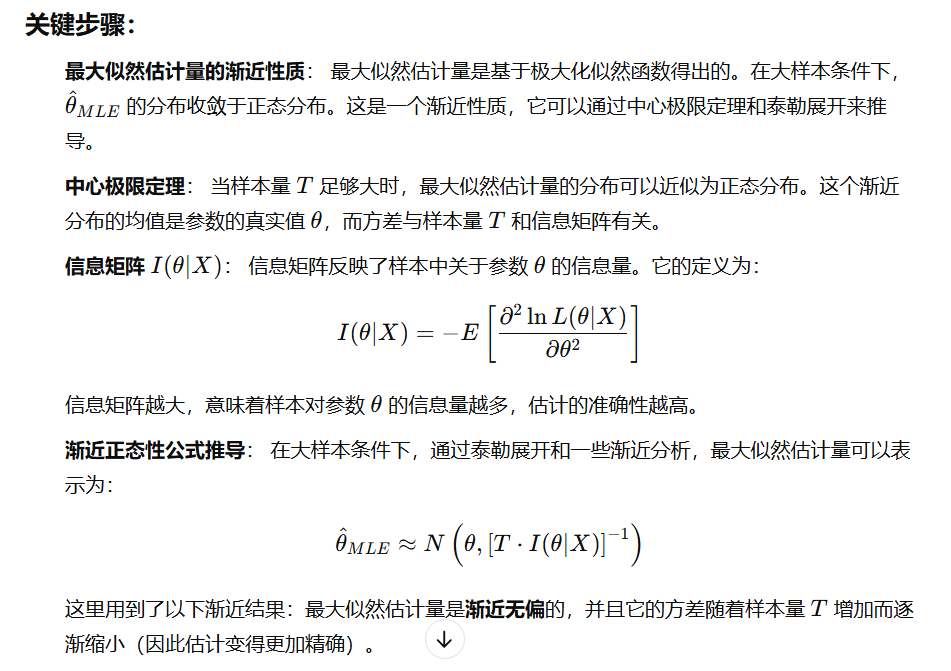 关键步骤：
最大似然估计量的渐近性质： 最大似然估计量是基于极大化似然函数得出的。在大样本条件下，
$\hat{\theta}_{MLE}$ 的分布收敛于正态分布。这是一个渐近性质，它可以通过中心极限定理和泰勒展开来推
导。
中心极限定理： 当样本量 $T$ 足够大时，最大似然估计量的分布可以近似为正态分布。这个渐近
分布的均值是参数的真实值 $\theta$，而方差与样本量 $T$ 和信息矩阵有关。
信息矩阵 $I(\theta|X)$： 信息矩阵反映了样本中关于参数 $\theta$ 的信息量。它的定义为：
$I(\theta|X) = -E\left[\frac{\partial^2 \ln L(\theta|X)}{\partial \theta^2}\right]$
信息矩阵越大，意味着样本对参数 $\theta$ 的信息量越多，估计的准确性越高。
渐近正态性公式推导： 在大样本条件下，通过泰勒展开和一些渐近分析，最大似然估计量可以表
示为：
$\hat{\theta}_{MLE} \approx N\left(\theta, [T \cdot I(\theta|X)]^{-1}\right)$
这里用到了以下渐近结果：最大似然估计量是渐近无偏的，并且它的方差随着样本量 $T$ 增加而逐
渐缩小（因此估计变得更加精确）。